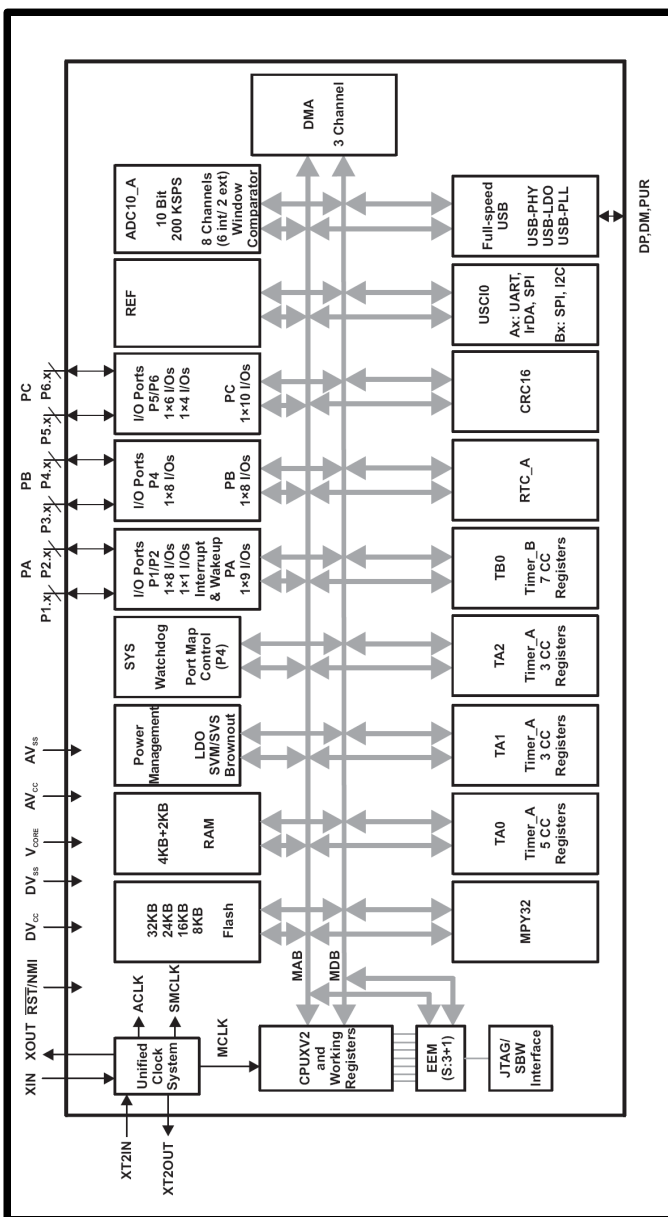 XIN
XOUT
RST/NMI
DVCC
DVSS
VCORE
AVCC
AVSS
PA
P1.x
P2.x
PB
P3.x
P4.x
PC
P5.x
P6.x
XT2IN
XT2OUT
Unified
Clock
System
ACLK
SMCLK
MCLK
32KB
24KB
16KB
8KB
Flash
4KB+2KB
RAM
Power
Management
LDO
SVM/SVS
Brownout
SYS
Watchdog
Port Map
Control
(P4)
I/O Ports
P1/P2
1×8 I/Os
1×1 I/Os
Interrupt
& Wakeup
PA
1×9 I/Os
I/O Ports
P4
1×8 I/Os
PB
1×8 I/Os
I/O Ports
P5/P6
1×6 I/Os
1×4 I/Os
PC
1×10 I/Os
REF
ADC10_A
10 Bit
200 KSPS
8 Channels
(6 int/ 2 ext)
Window
Comparator
CPUXV2
and
Working
Registers
MAB
MDB
DMA
3 Channel
EEM
(S:3+1)
JTAG/
SBW
Interface
MPY32
TA0
Timer_A
5 CC
Registers
TA1
Timer_A
3 CC
Registers
TA2
Timer_A
3 CC
Registers
TB0
Timer_B
7 CC
Registers
RTC_A
CRC16
USCI0
Ax: UART,
IrDA, SPI
Bx: SPI, I2C
Full-speed
USB
USB-PHY
USB-LDO
USB-PLL
DP,DM,PUR